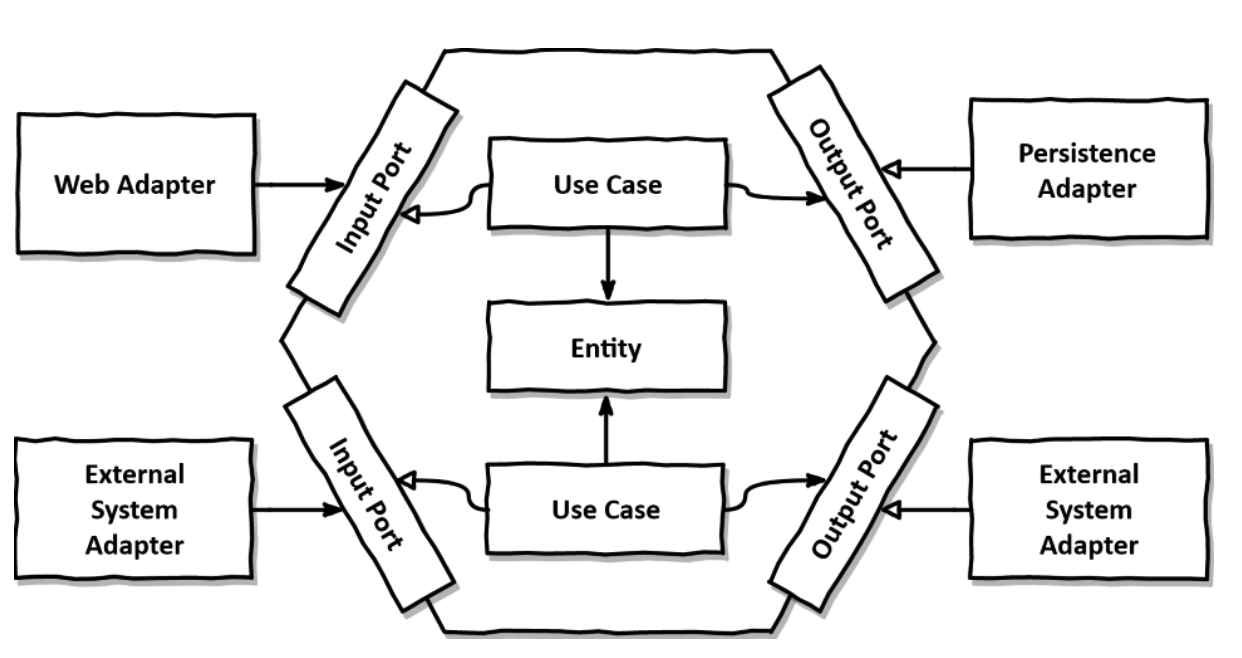 Web Adapter
Input Port
Use Case
Output Port
Persistence
Adapter
Entity
External
System
Adapter
Input Port
Use Case
Output Port
External
System
Adapter